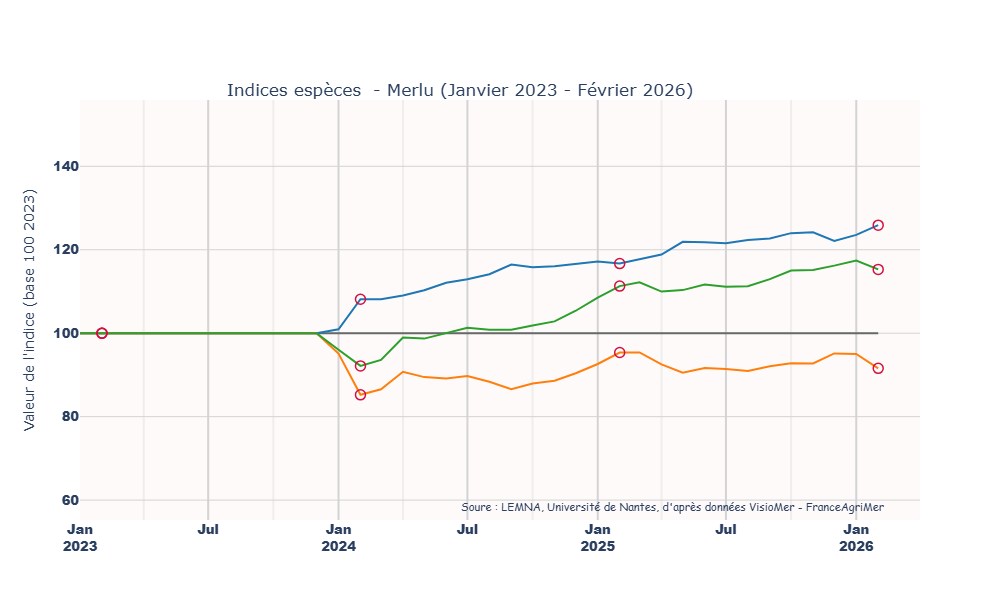 Indices espèces - Merlu (Janvier 2023 - Février 2026)
Valeur de l'Indice (base 100 2023)
140
120
100
80
60
Soure : LEMNA, Université de Nantes, d'après données VisioMer - FranceAgriMer
Jan Jul Jan Jul Jan Jul Jan
2023 2024 2025 2026